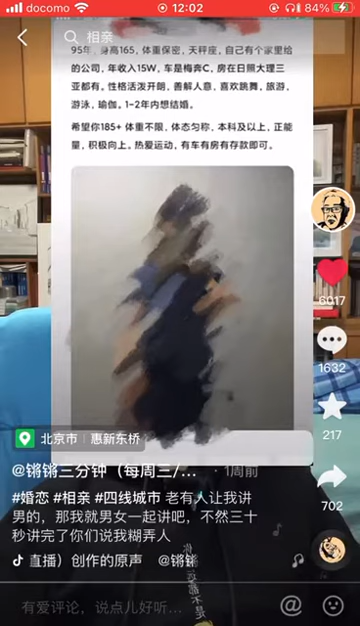 docomo
12:02
84%
相亲
95年，身高165，体重保密，天秤座，自己有个家里给
的公司，年收入15W，车是梅奔C，房在日照大理三
亚都有。性格活泼开朗，善解人意，喜欢跳舞，旅游，
游泳，瑜伽。1-2年内想结婚。
希望你185+ 体重不限，体态匀称，本科及以上，正能
量，积极向上。热爱运动，有车有房有存款即可。
6017
1632
217
702
北京市｜惠新东桥
@锵锵三分钟（每周三/... · 1周前
#婚恋 #相亲 #四线城市 老有人让我讲
男的，那我就男女一起讲吧，不然三十
秒讲完了你们说我糊弄人
直播）创作的原声 @锵锵
有爱评论，说点儿好听...